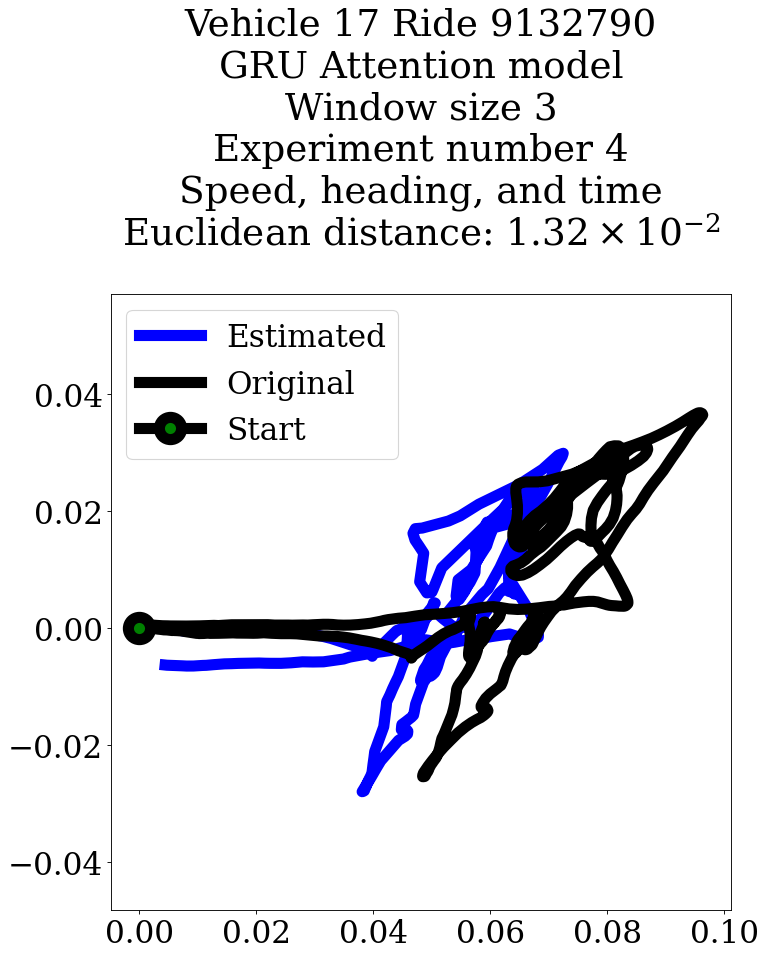 Vehicle 17 Ride 9132790
GRU Attention model
Window size 3
Experiment number 4
Speed, heading, and time
Euclidean distance: 1.32 × 10⁻²
Estimated
Original
Start
0.04
0.02
0.00
−0.02
−0.04
0.00 0.02 0.04 0.06 0.08 0.10